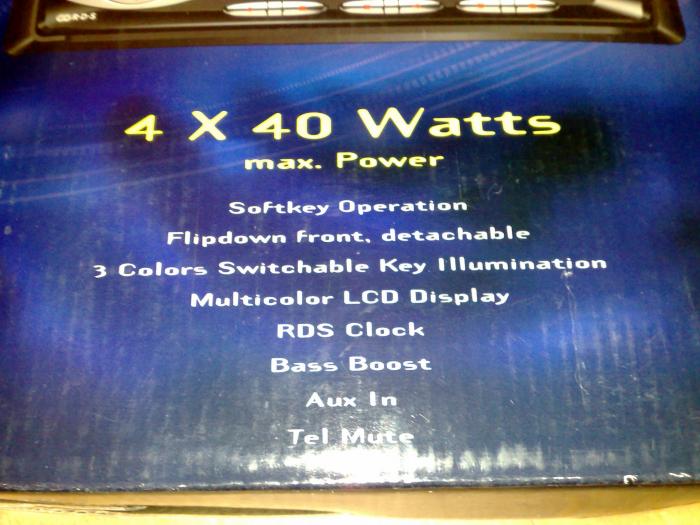 CD·R·D·S
4 X 40 Watts
max. Power
Softkey Operation
Flipdown front, detachable
3 Colors Switchable Key Illumination
Multicolor LCD Display
RDS Clock
Bass Boost
Aux In
Tel Mute